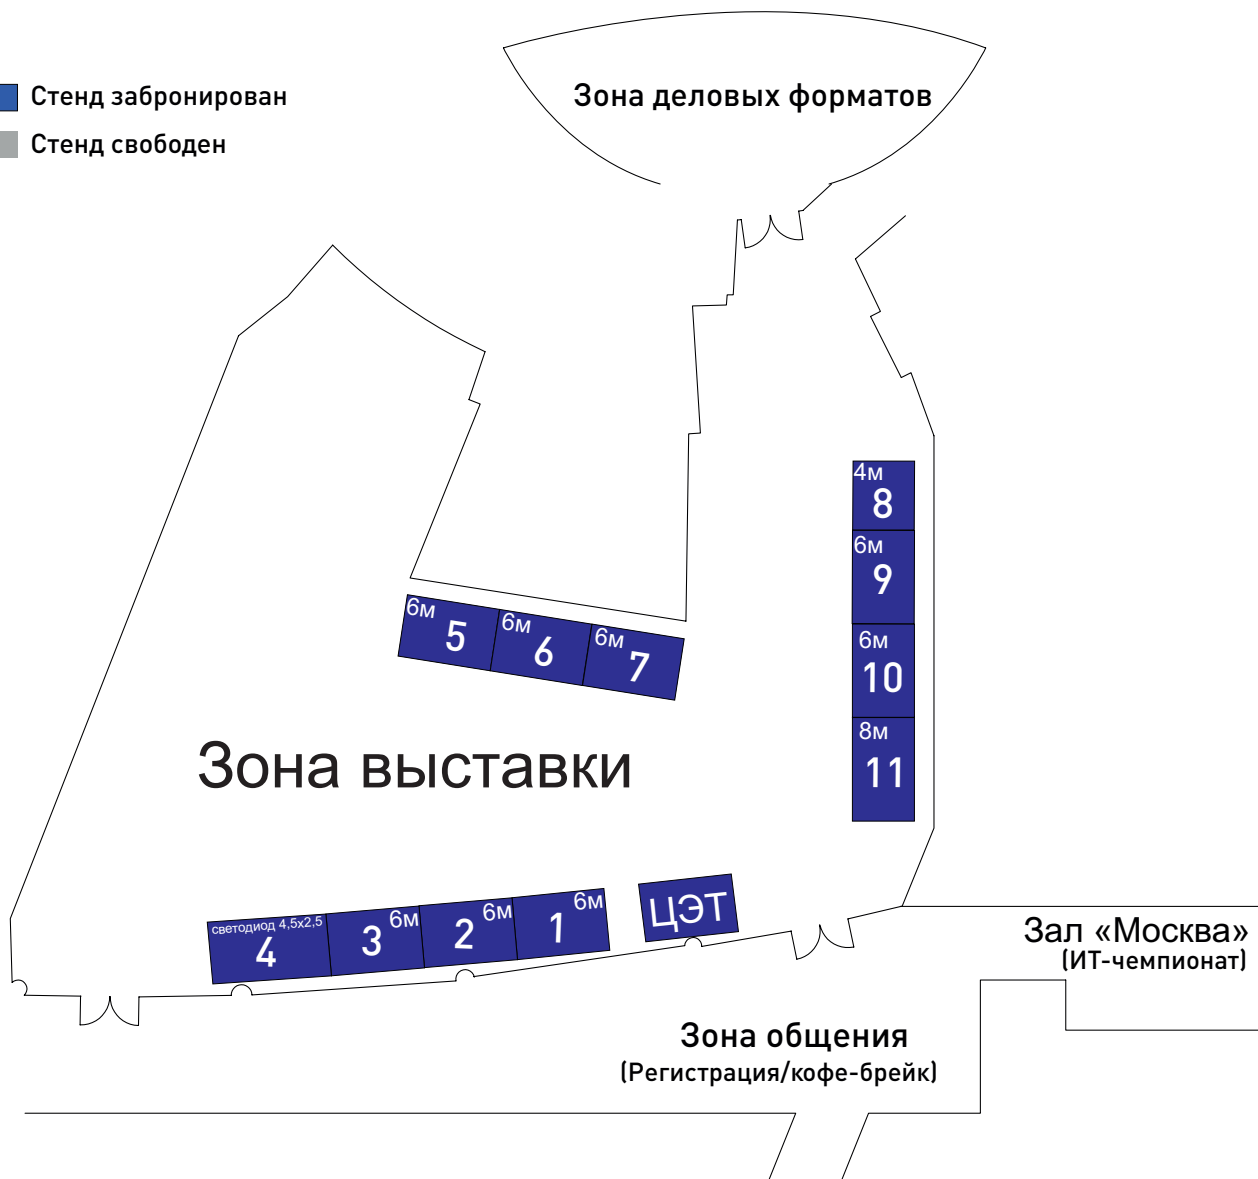 Стенд забронирован
Стенд свободен
Зона деловых форматов
4м
8
6м
9
6м
10
8м
11
6м
5
6м
6
6м
7
Зона выставки
светодиод 4,5х2,5
4
3
6м
2
6м
1
6м
ЦЭТ
Зал «Москва»
(ИТ-чемпионат)
Зона общения
(Регистрация/кофе-брейк)